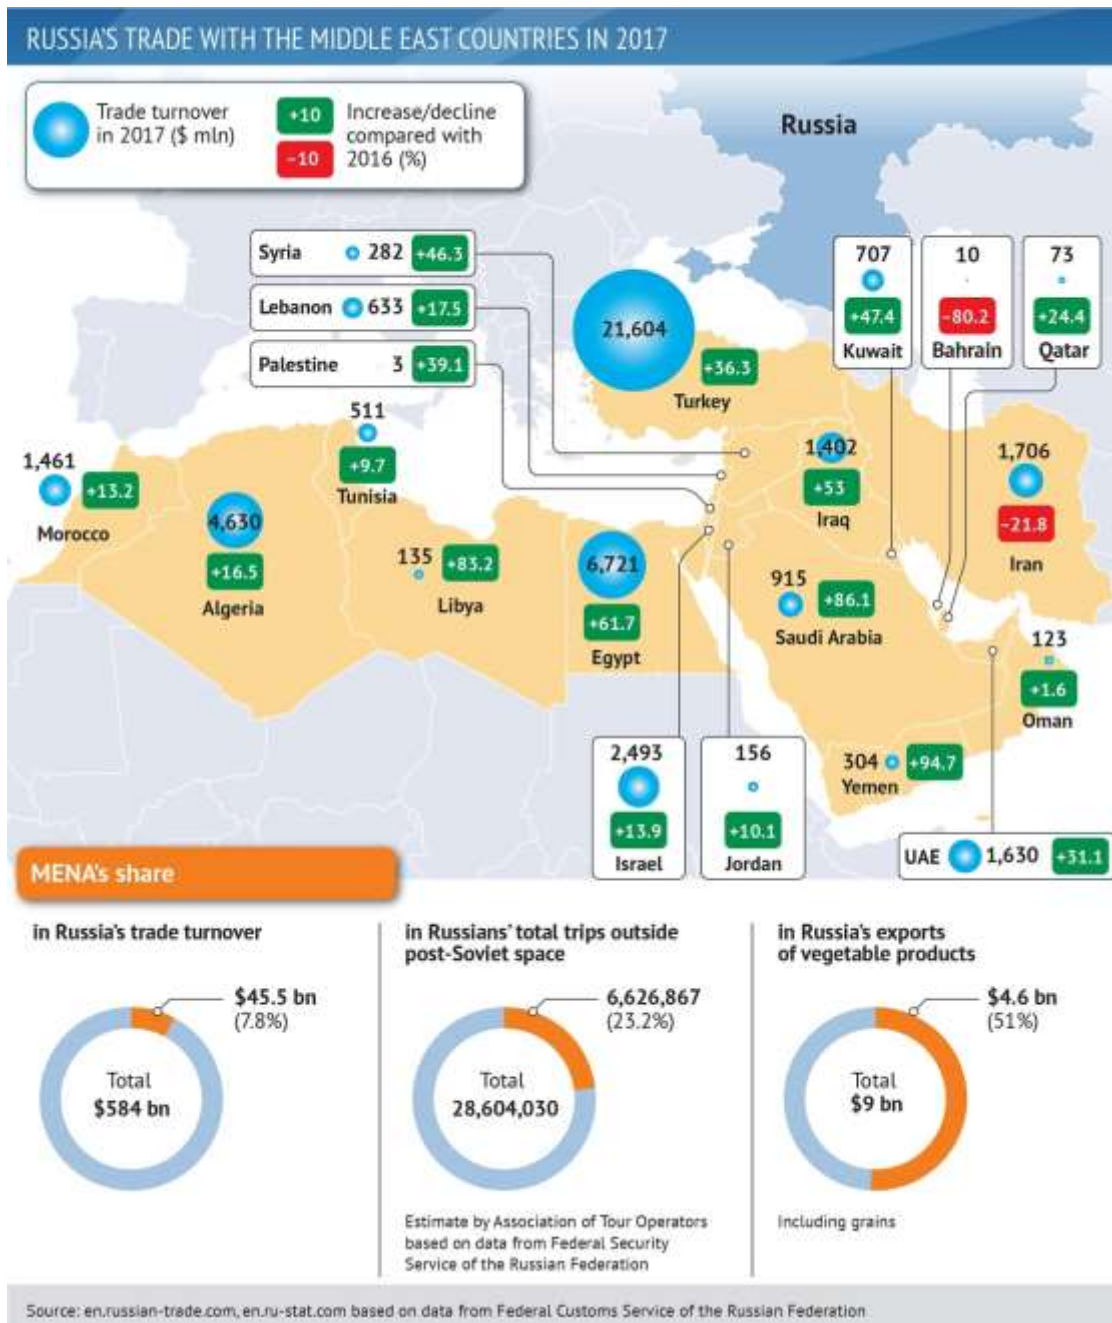 RUSSIA'S TRADE WITH THE MIDDLE EAST COUNTRIES IN 2017
Trade turnover
in 2017 ($ mln)
+10
-10
Increase/decline
compared with
2016 (%)
Russia
Syria 282 +46.3
Lebanon 633 +17.5
Palestine 3 +39.1
21,604
+36.3
Turkey
707
+47.4
Kuwait
10
-80.2
Bahrain
73
+24.4
Qatar
1,461
+13.2
Morocco
4,630
+16.5
Algeria
511
+9.7
Tunisia
135 +83.2
Libya
6,721
+61.7
Egypt
1,402
+53
Iraq
1,706
-21.8
Iran
915
+86.1
Saudi Arabia
123
+1.6
Oman
304 +94.7
Yemen
2,493
+13.9
Israel
156
+10.1
Jordan
UAE 1,630 +31.1
MENA's share
in Russia's trade turnover
$45.5 bn
(7.8%)
Total
$584 bn
in Russians' total trips outside
post-Soviet space
6,626,867
(23.2%)
Total
28,604,030
Estimate by Association of Tour Operators
based on data from Federal Security
Service of the Russian Federation
in Russia's exports
of vegetable products
$4.6 bn
(51%)
Total
$9 bn
Including grains
Source: en.russian-trade.com, en.ru-stat.com based on data from Federal Customs Service of the Russian Federation